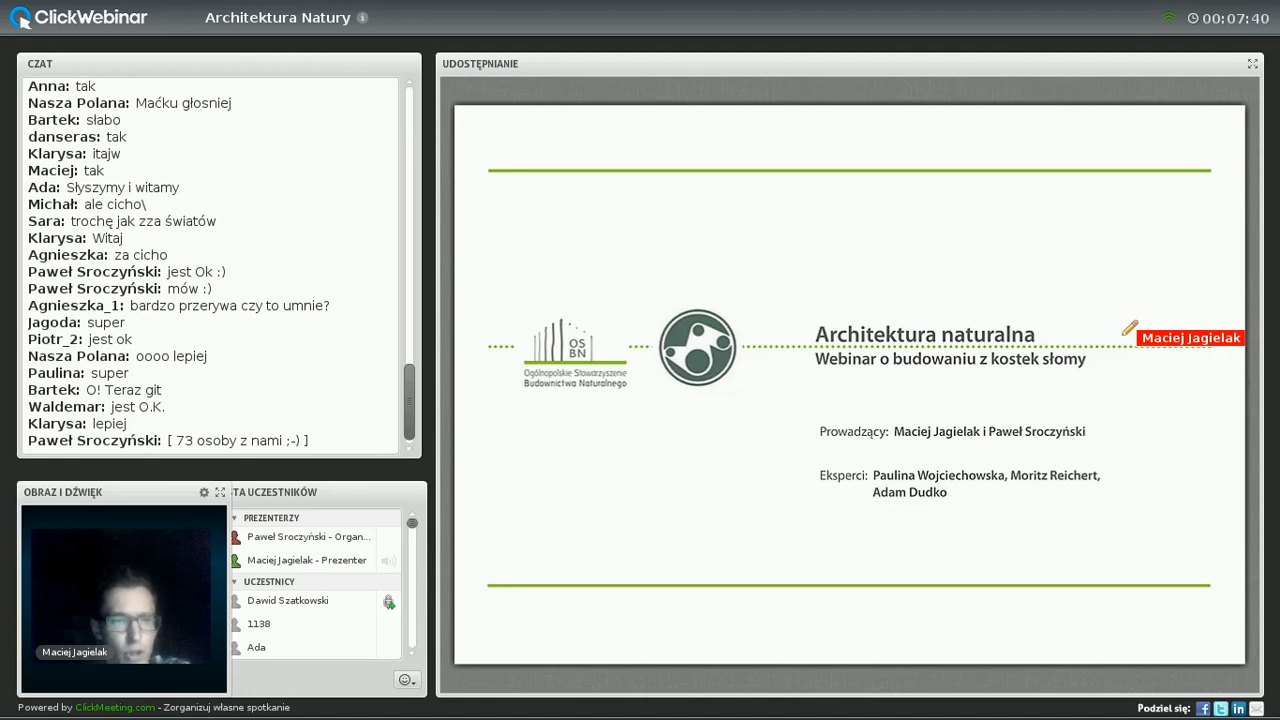 ClickWebinar
Architektura Natury
00:07:40
CZAT
Anna: tak
Nasza Polana: Maćku głosniej
Bartek: słabo
danseras: tak
Klarysa: itajw
Maciej: tak
Ada: Słyszymy i witamy
Michał: ale cicho\
Sara: trochę jak zza światów
Klarysa: Witaj
Agnieszka: za cicho
Paweł Sroczyński: jest Ok :)
Paweł Sroczyński: mów :)
Agnieszka_1: bardzo przerywa czy to umnie?
Jagoda: super
Piotr_2: jest ok
Nasza Polana: oooo lepiej
Paulina: super
Bartek: O! Teraz git
Waldemar: jest O.K.
Klarysa: lepiej
Paweł Sroczyński: [ 73 osoby z nami ;-) ]
OBRAZ I DŹWIĘK
Maciej Jagielak
TA UCZESTNIKÓW
PREZENTERZY
Paweł Sroczyński - Organ...
Maciej Jagielak - Prezenter
UCZESTNICY
Dawid Szatkowski
1138
Ada
UDOSTĘPNIANIE
OS
BN
Ogólnopolskie Stowarzyszenie
Budownictwa Naturalnego
Architektura naturalna
Webinar o budowaniu z kostek słomy
Maciej Jagielak
Prowadzący: Maciej Jagielak i Paweł Sroczyński
Eksperci: Paulina Wojciechowska, Moritz Reichert,
Adam Dudko
Powered by ClickMeeting.com - Zorganizuj własne spotkanie
Podziel się: